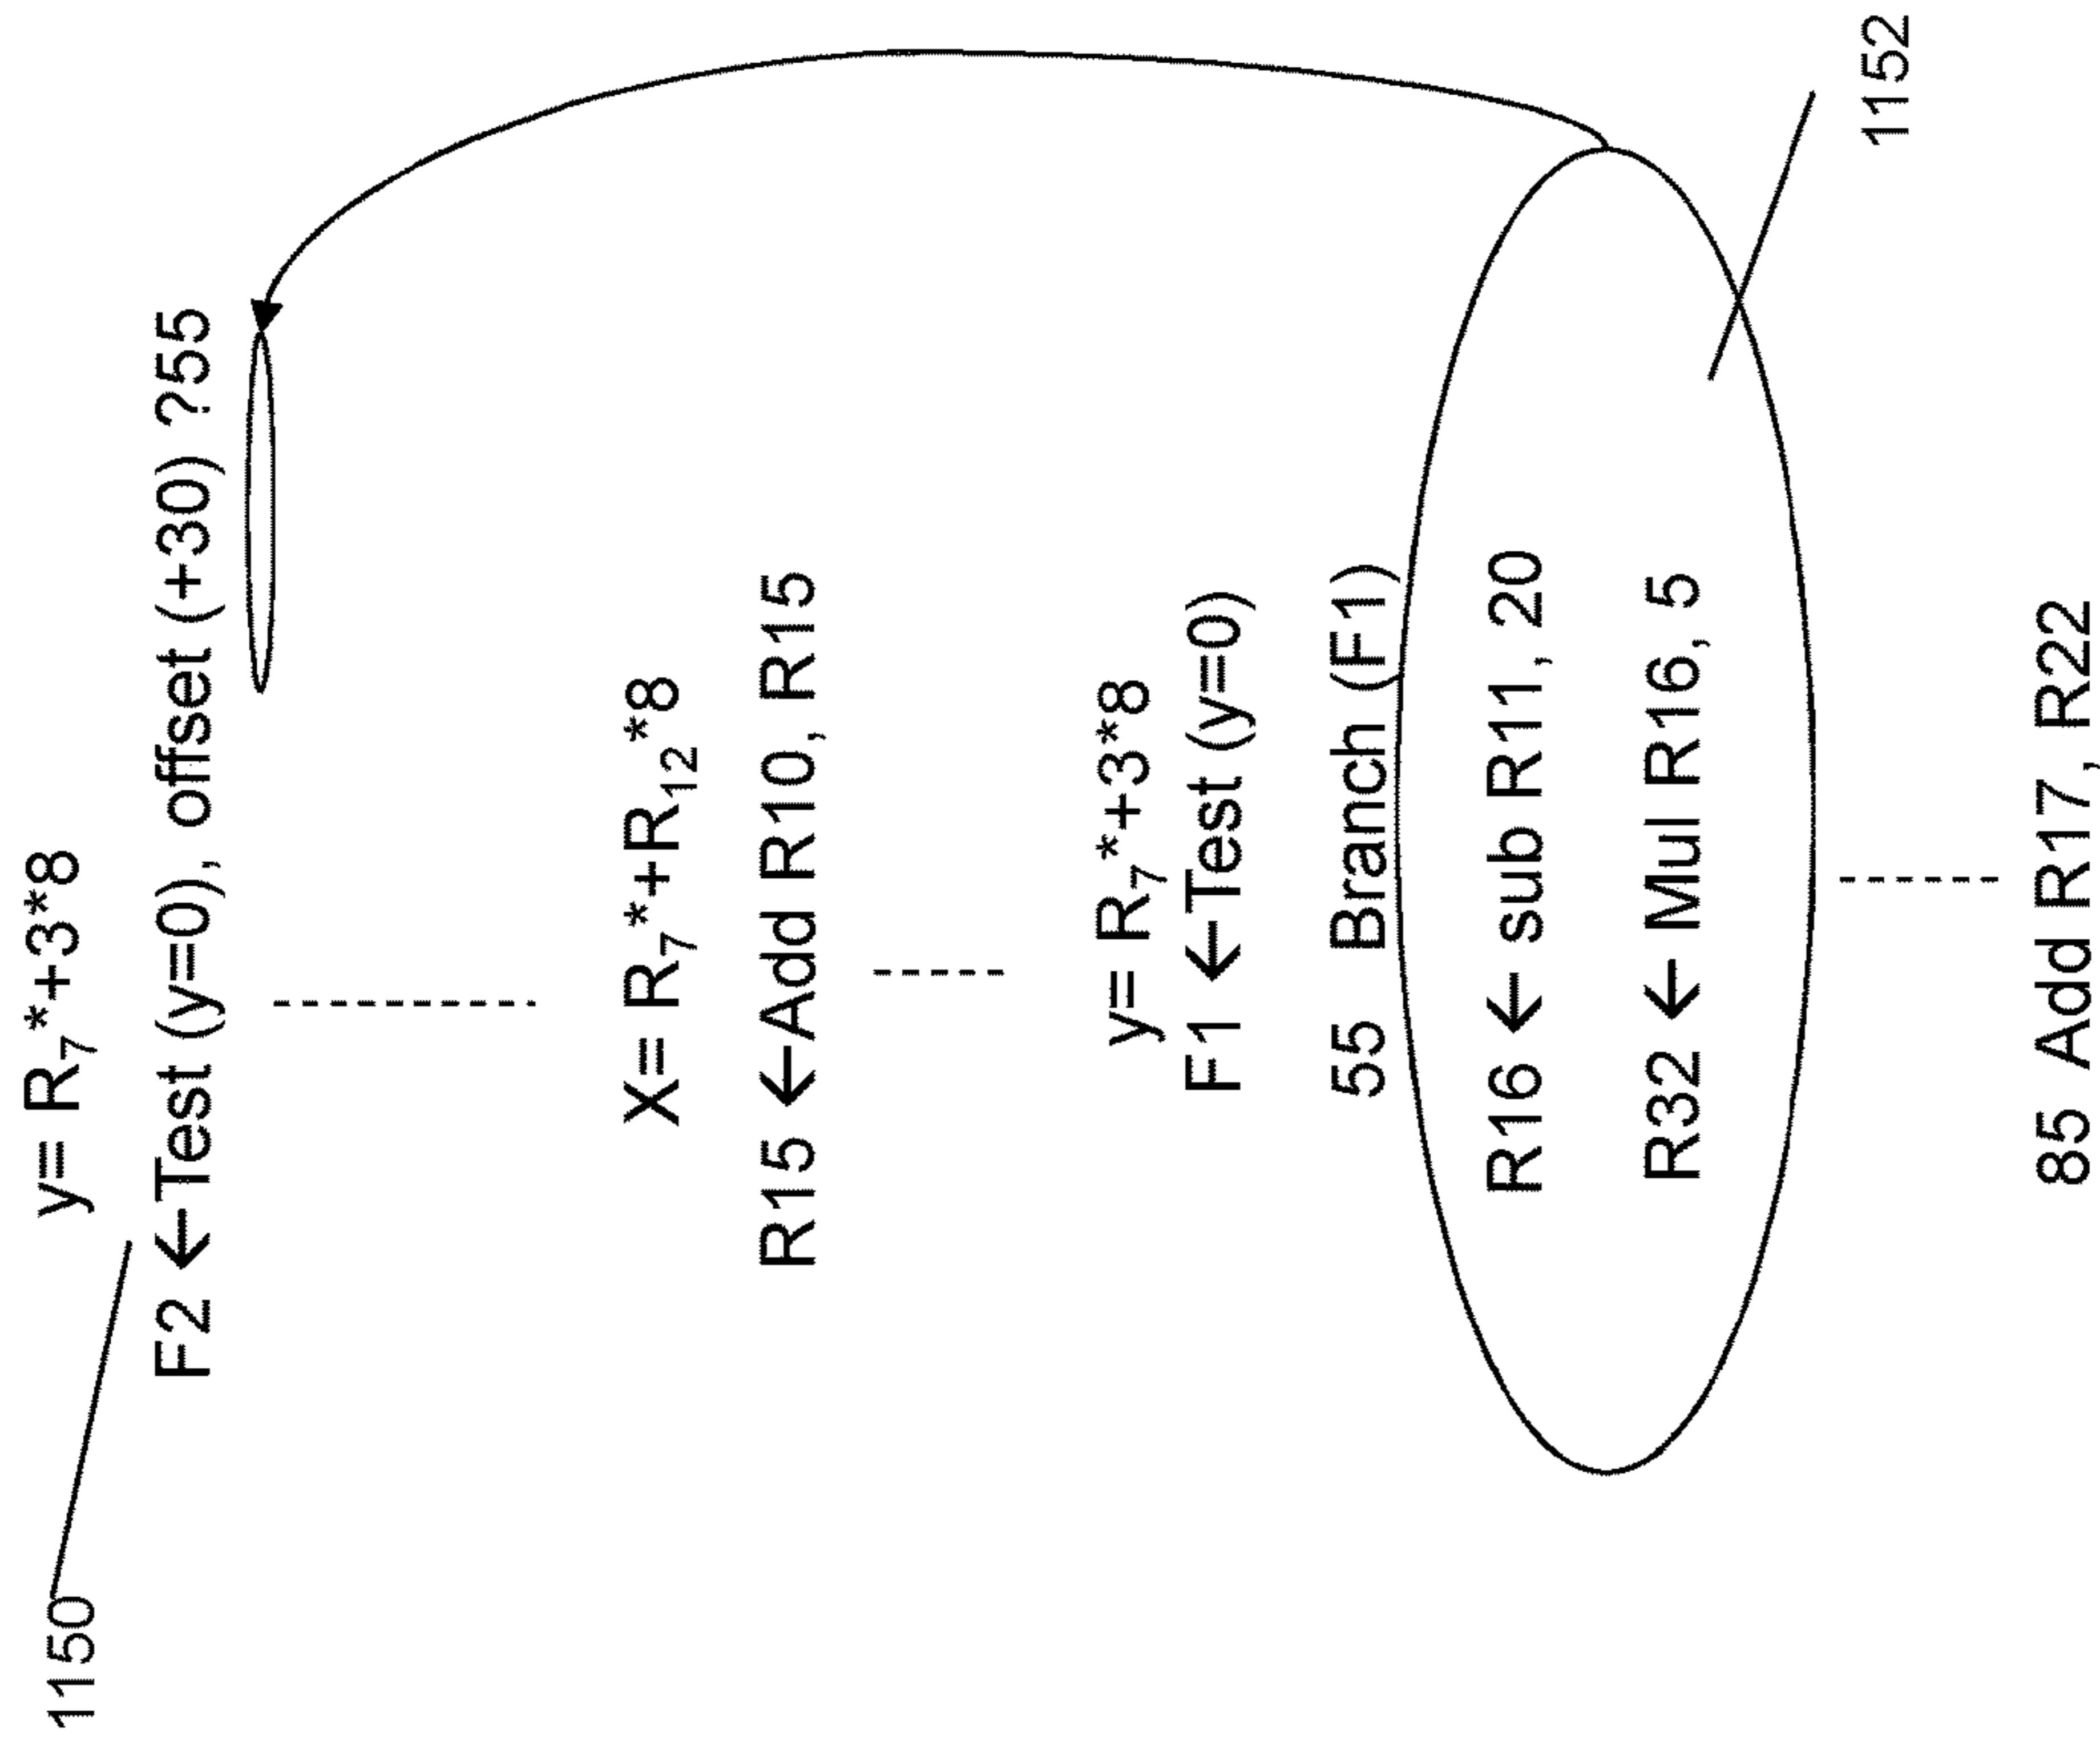 1150
y= R7*+3*8
F2 ←Test (y=0), offset (+30) ?55
X= R7*+R12*8
R15 ←Add R10, R15
y= R7*+3*8
F1 ←Test (y=0)
55 Branch (F1)
R16 ← sub R11, 20
R32 ← Mul R16, 5
1152
85 Add R17, R22